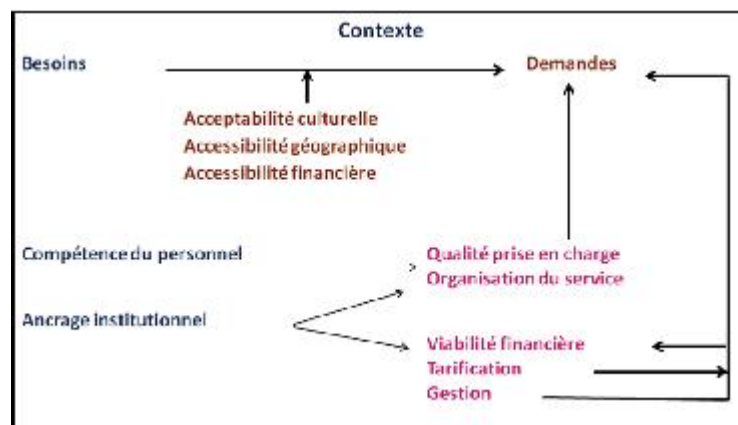 Contexte
Besoins
Demandes
Acceptabilité culturelle
Accessibilité géographique
Accessibilité financière
Compétence du personnel
Qualité prise en charge
Organisation du service
Ancrage institutionnel
Viabilité financière
Tarification
Gestion